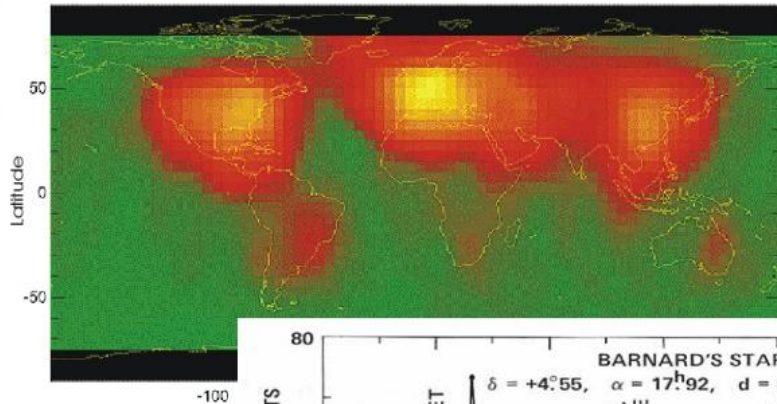 50
0
Latitude
-50
-100
80
BARNARD'S STAR
δ = +4°.55, α = 17ʰ.92, d =